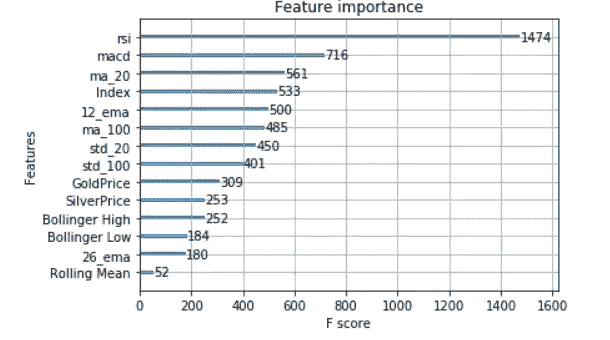 Feature importance
Features
rsi 1474
macd 716
ma_20 561
Index 533
12_ema 500
ma_100 485
std_20 450
std_100 401
GoldPrice 309
SilverPrice 253
Bollinger High 252
Bollinger Low 184
26_ema 180
Rolling Mean 52
0 200 400 600 800 1000 1200 1400 1600
F score